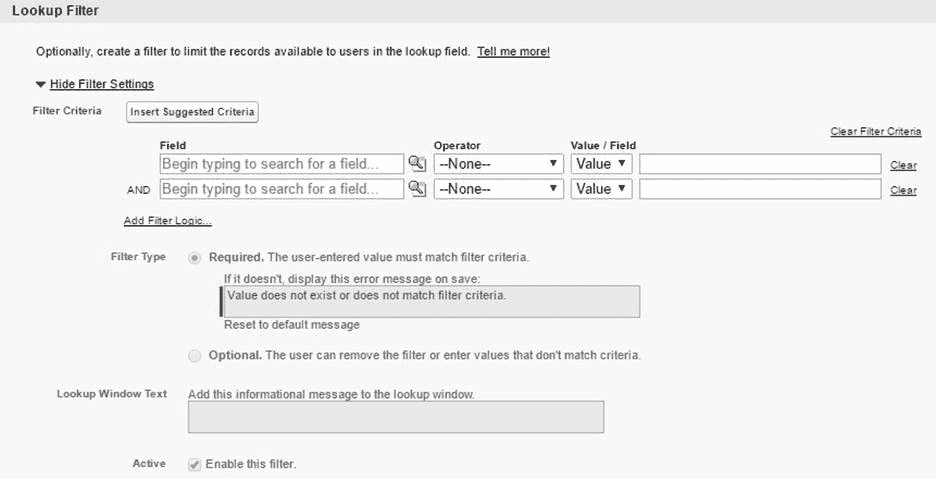 Lookup Filter
Optionally, create a filter to limit the records available to users in the lookup field. Tell me more!
Hide Filter Settings
Filter Criteria Insert Suggested Criteria
Clear Filter Criteria
Field Operator Value / Field
Begin typing to search for a field... --None-- Value Clear
AND Begin typing to search for a field... --None-- Value Clear
Add Filter Logic...
Filter Type Required. The user-entered value must match filter criteria.
If it doesn't, display this error message on save:
Value does not exist or does not match filter criteria.
Reset to default message
Optional. The user can remove the filter or enter values that don't match criteria.
Lookup Window Text Add this informational message to the lookup window.
Active Enable this filter.